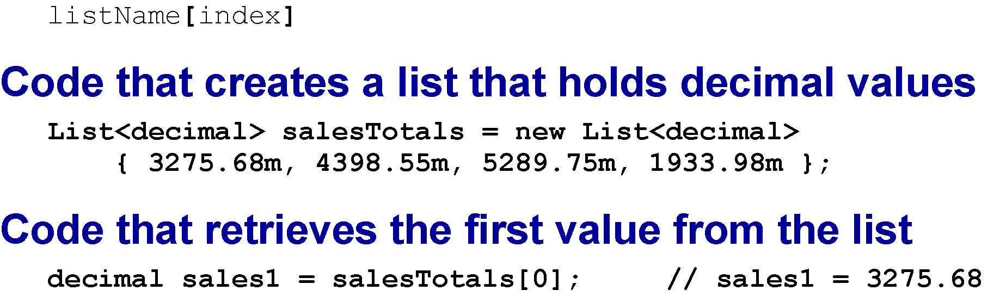 listName[index]
Code that creates a list that holds decimal values
List<decimal> salesTotals = new List<decimal>
{ 3275.68m, 4398.55m, 5289.75m, 1933.98m };
Code that retrieves the first value from the list
decimal sales1 = salesTotals[0]; // sales1 = 3275.68